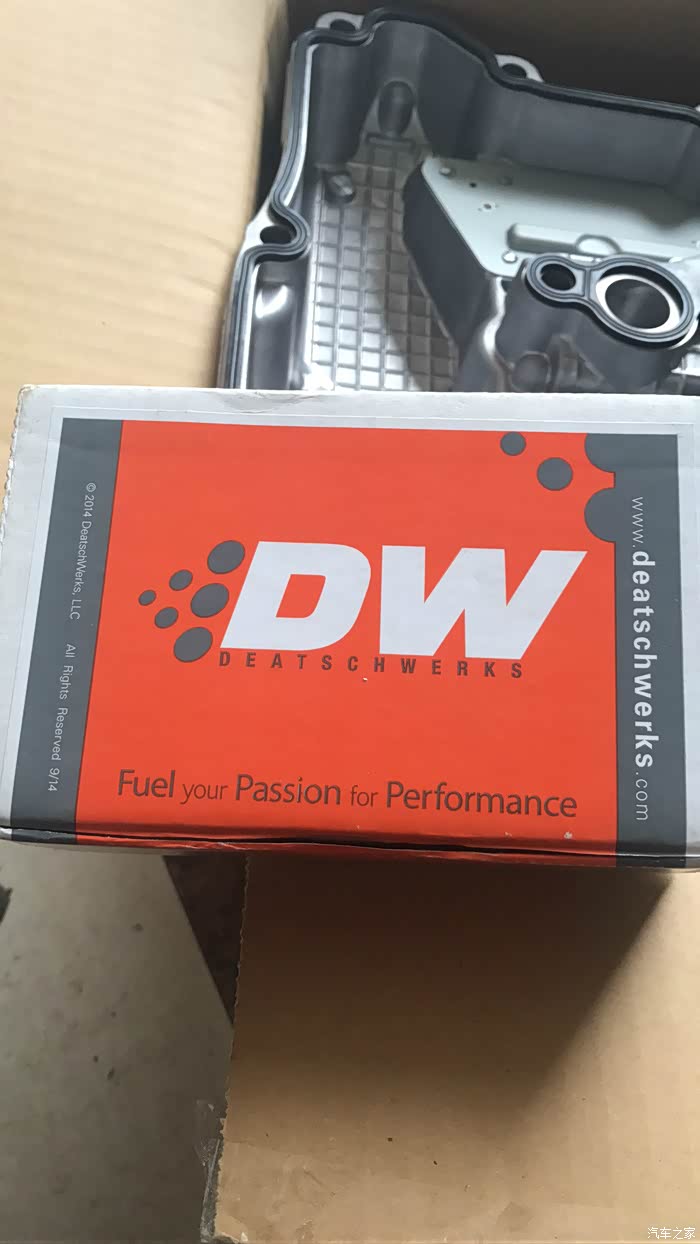 © 2014 DeatschWerks, LLC All Rights Reserved 9/14
DW
DEATSCHWERKS
Fuel your Passion for Performance
www.deatschwerks.com
汽车之家